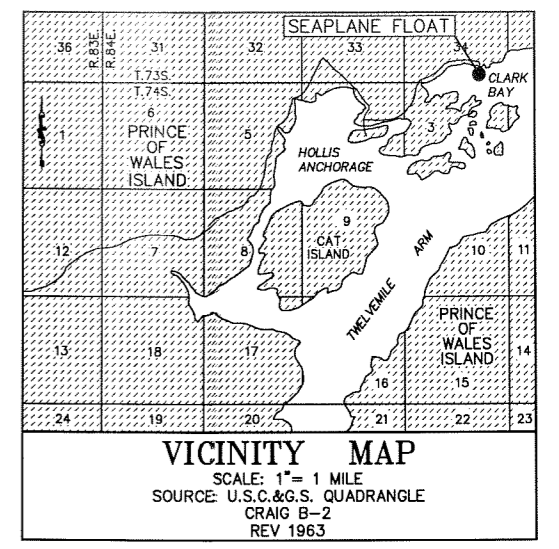 SEAPLANE FLOAT
36
R.83E.
R.84E.
31
32
33
34
T.73S.
T.74S.
CLARK
BAY
1
6
5
3
PRINCE
OF
WALES
ISLAND
HOLLIS
ANCHORAGE
9
CAT
ISLAND
12
7
8
TWELVEMILE ARM
10
11
PRINCE
OF
WALES
ISLAND
13
18
17
16
15
14
24
19
20
21
22
23
VICINITY MAP
SCALE: 1"= 1 MILE
SOURCE: U.S.C.&G.S. QUADRANGLE
CRAIG B-2
REV 1963